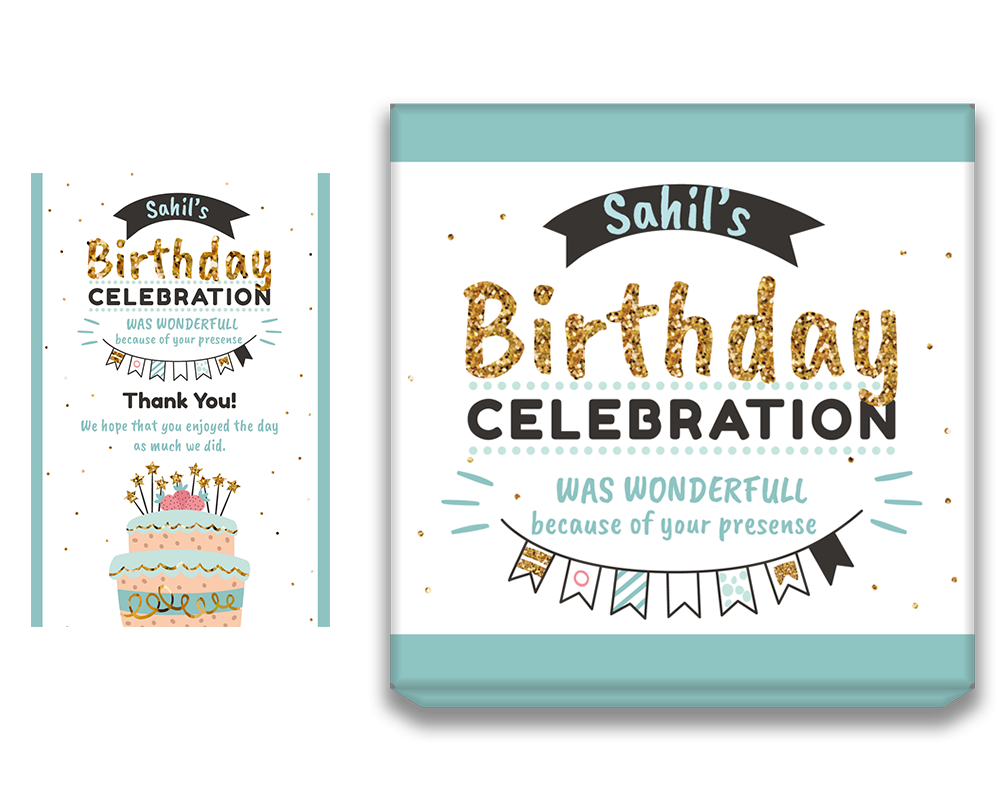 Sahil's
Birthday
CELEBRATION
WAS WONDERFULL
because of your presense
Thank You!
We hope that you enjoyed the day
as much we did.
Sahil's
Birthday
CELEBRATION
WAS WONDERFULL
because of your presense